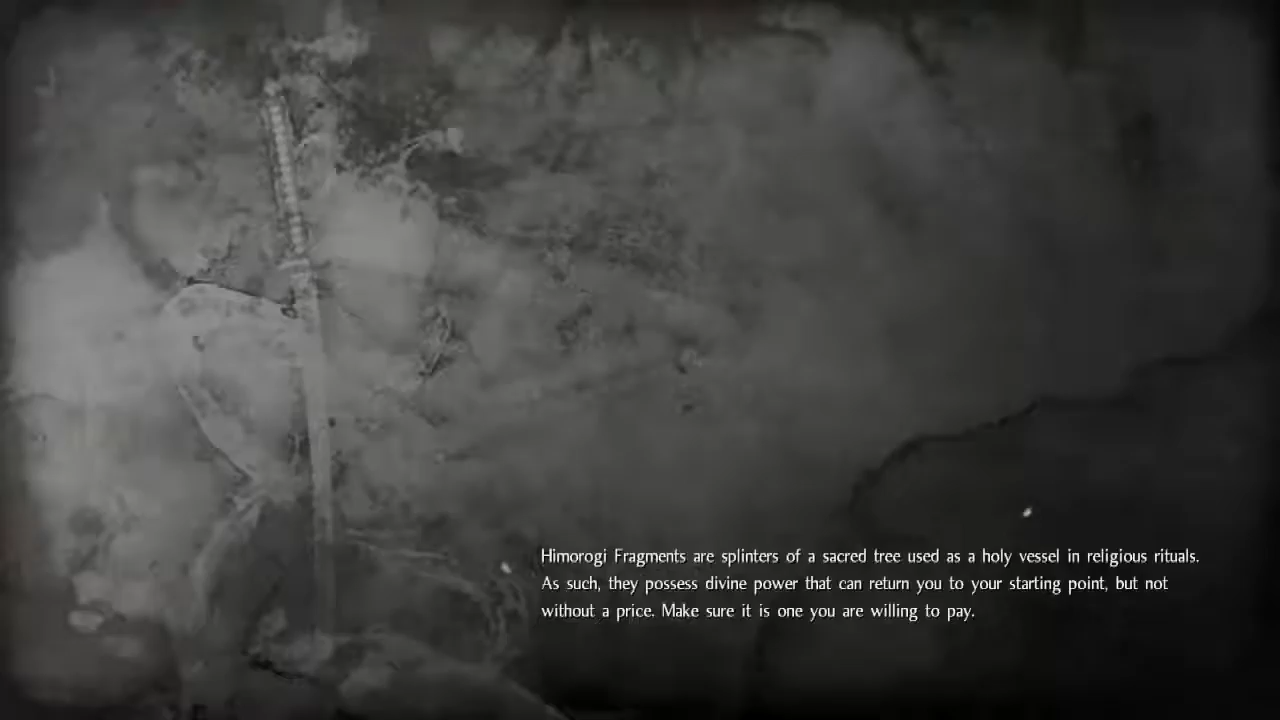 Himorogi Fragments are splinters of a sacred tree used as a holy vessel in religious rituals.
As such, they possess divine power that can return you to your starting point, but not
without a price. Make sure it is one you are willing to pay.